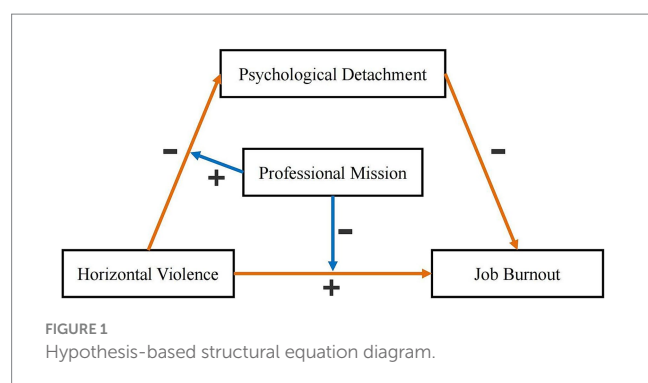 Psychological Detachment
−
−
Professional Mission
+
−
Horizontal Violence
+
Job Burnout
FIGURE 1
Hypothesis-based structural equation diagram.